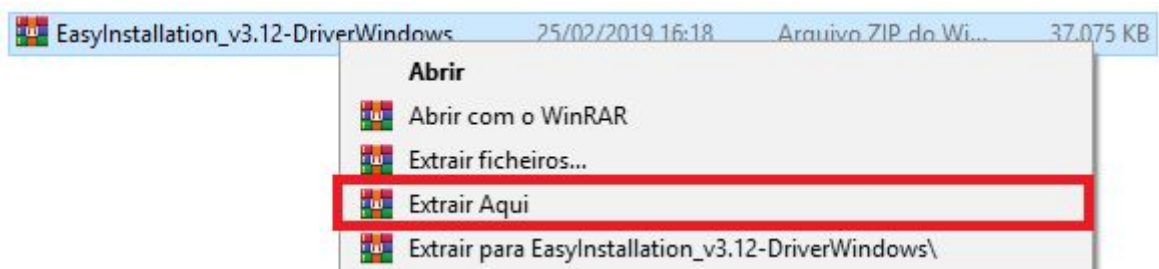 EasyInstallation_v3.12-DriverWindows 25/02/2019 16:18 Arquivo ZIP do Wi... 37.075 KB
Abrir
Abrir com o WinRAR
Extrair ficheiros...
Extrair Aqui
Extrair para EasyInstallation_v3.12-DriverWindows\